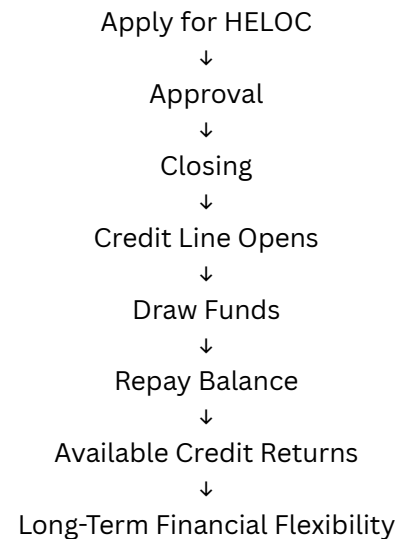 Apply for HELOC
↓
Approval
↓
Closing
↓
Credit Line Opens
↓
Draw Funds
↓
Repay Balance
↓
Available Credit Returns
↓
Long-Term Financial Flexibility